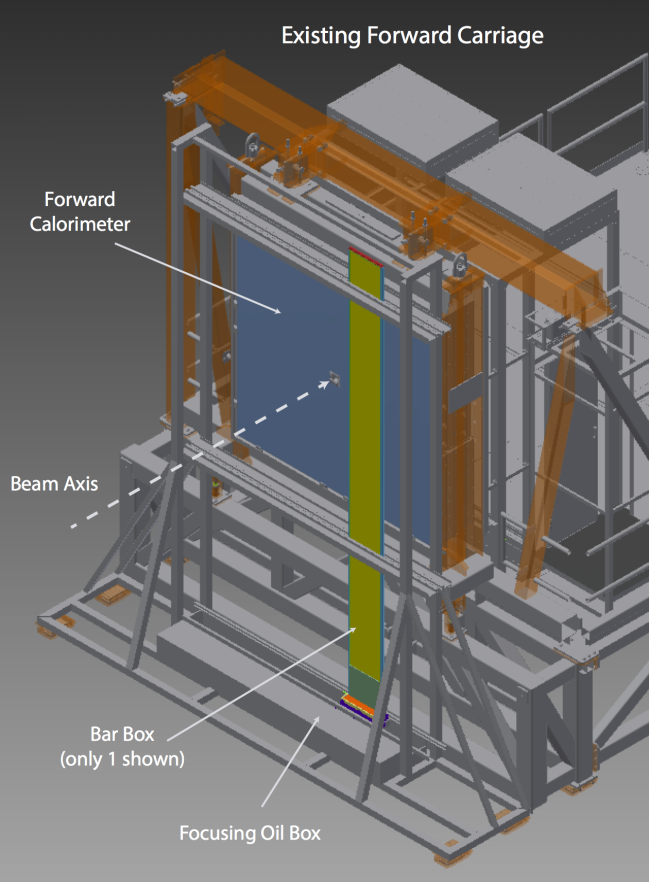 Existing Forward Carriage
Forward
Calorimeter
Beam Axis
Bar Box
(only 1 shown)
Focusing Oil Box